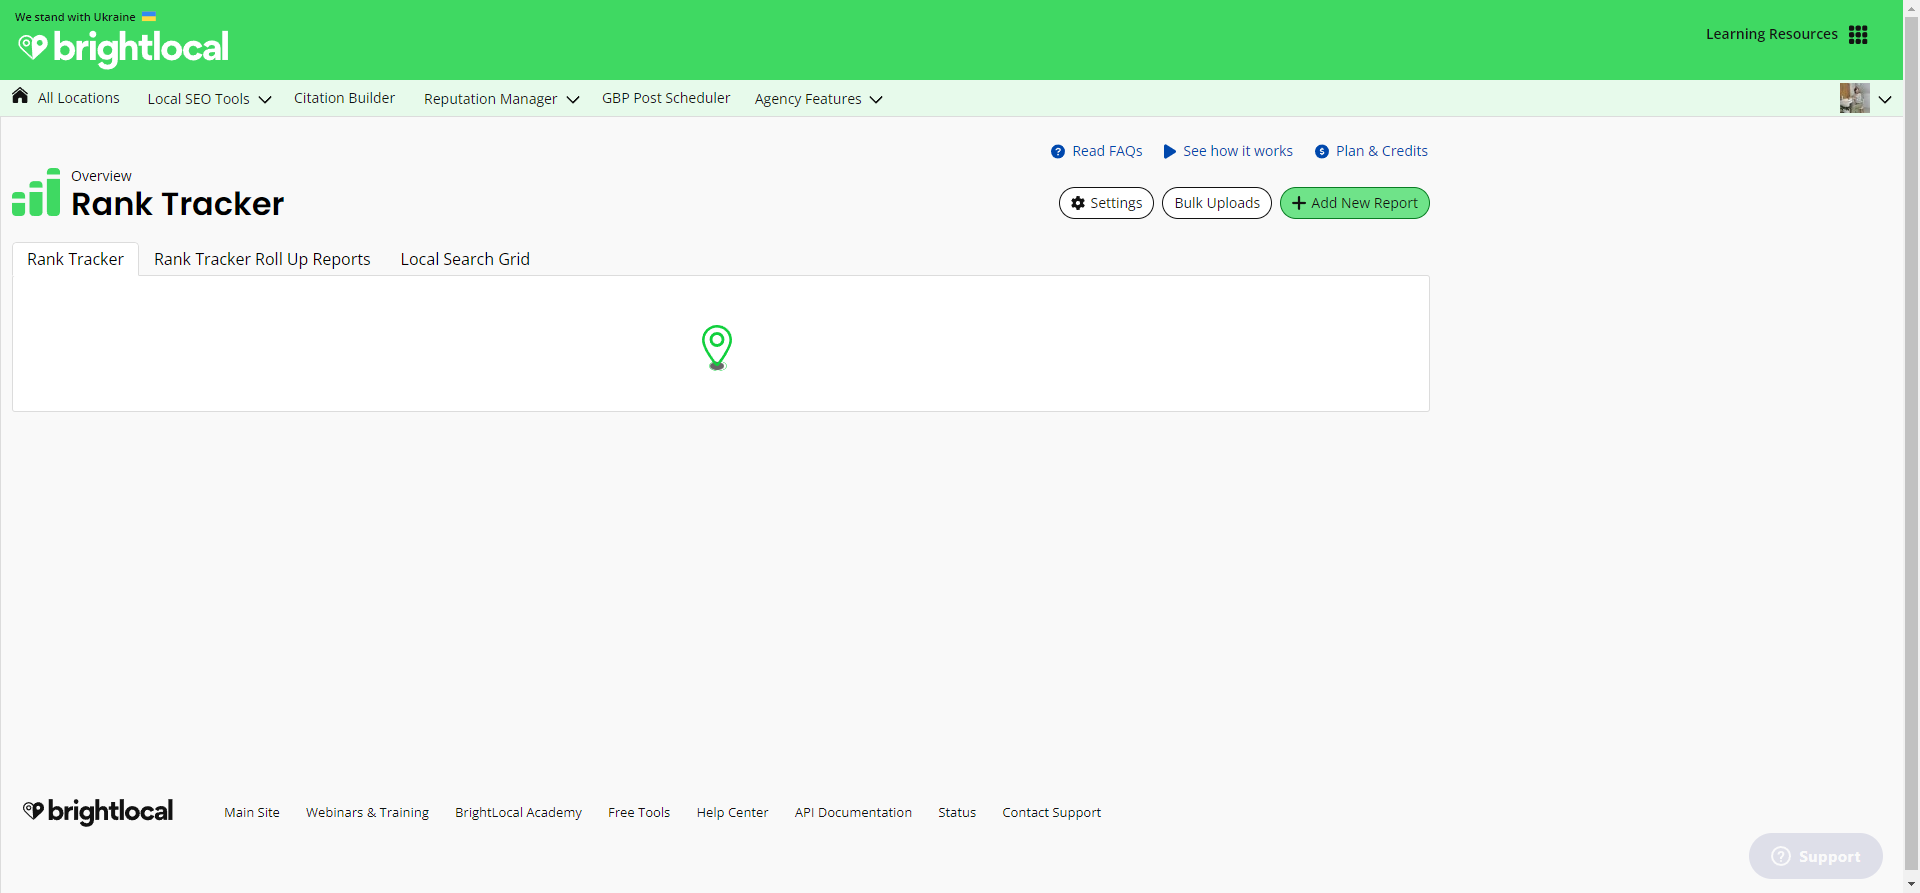 We stand with Ukraine
brightlocal
Learning Resources
All Locations Local SEO Tools Citation Builder Reputation Manager GBP Post Scheduler Agency Features
Read FAQs See how it works Plan & Credits
Overview
Rank Tracker
Settings Bulk Uploads Add New Report
Rank Tracker Rank Tracker Roll Up Reports Local Search Grid
brightlocal Main Site Webinars & Training BrightLocal Academy Free Tools Help Center API Documentation Status Contact Support
Support